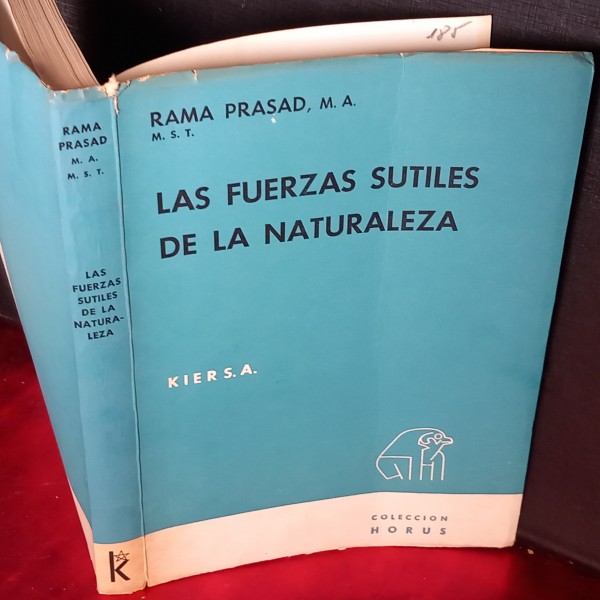 185
RAMA
PRASAD
M. A.
M. S. T.
LAS
FUERZAS
SUTILES
DE LA
NATURA-
LEZA
k
RAMA PRASAD, M. A.
M. S. T.
LAS FUERZAS SUTILES
DE LA NATURALEZA
KIER S. A.
COLECCION
HORUS